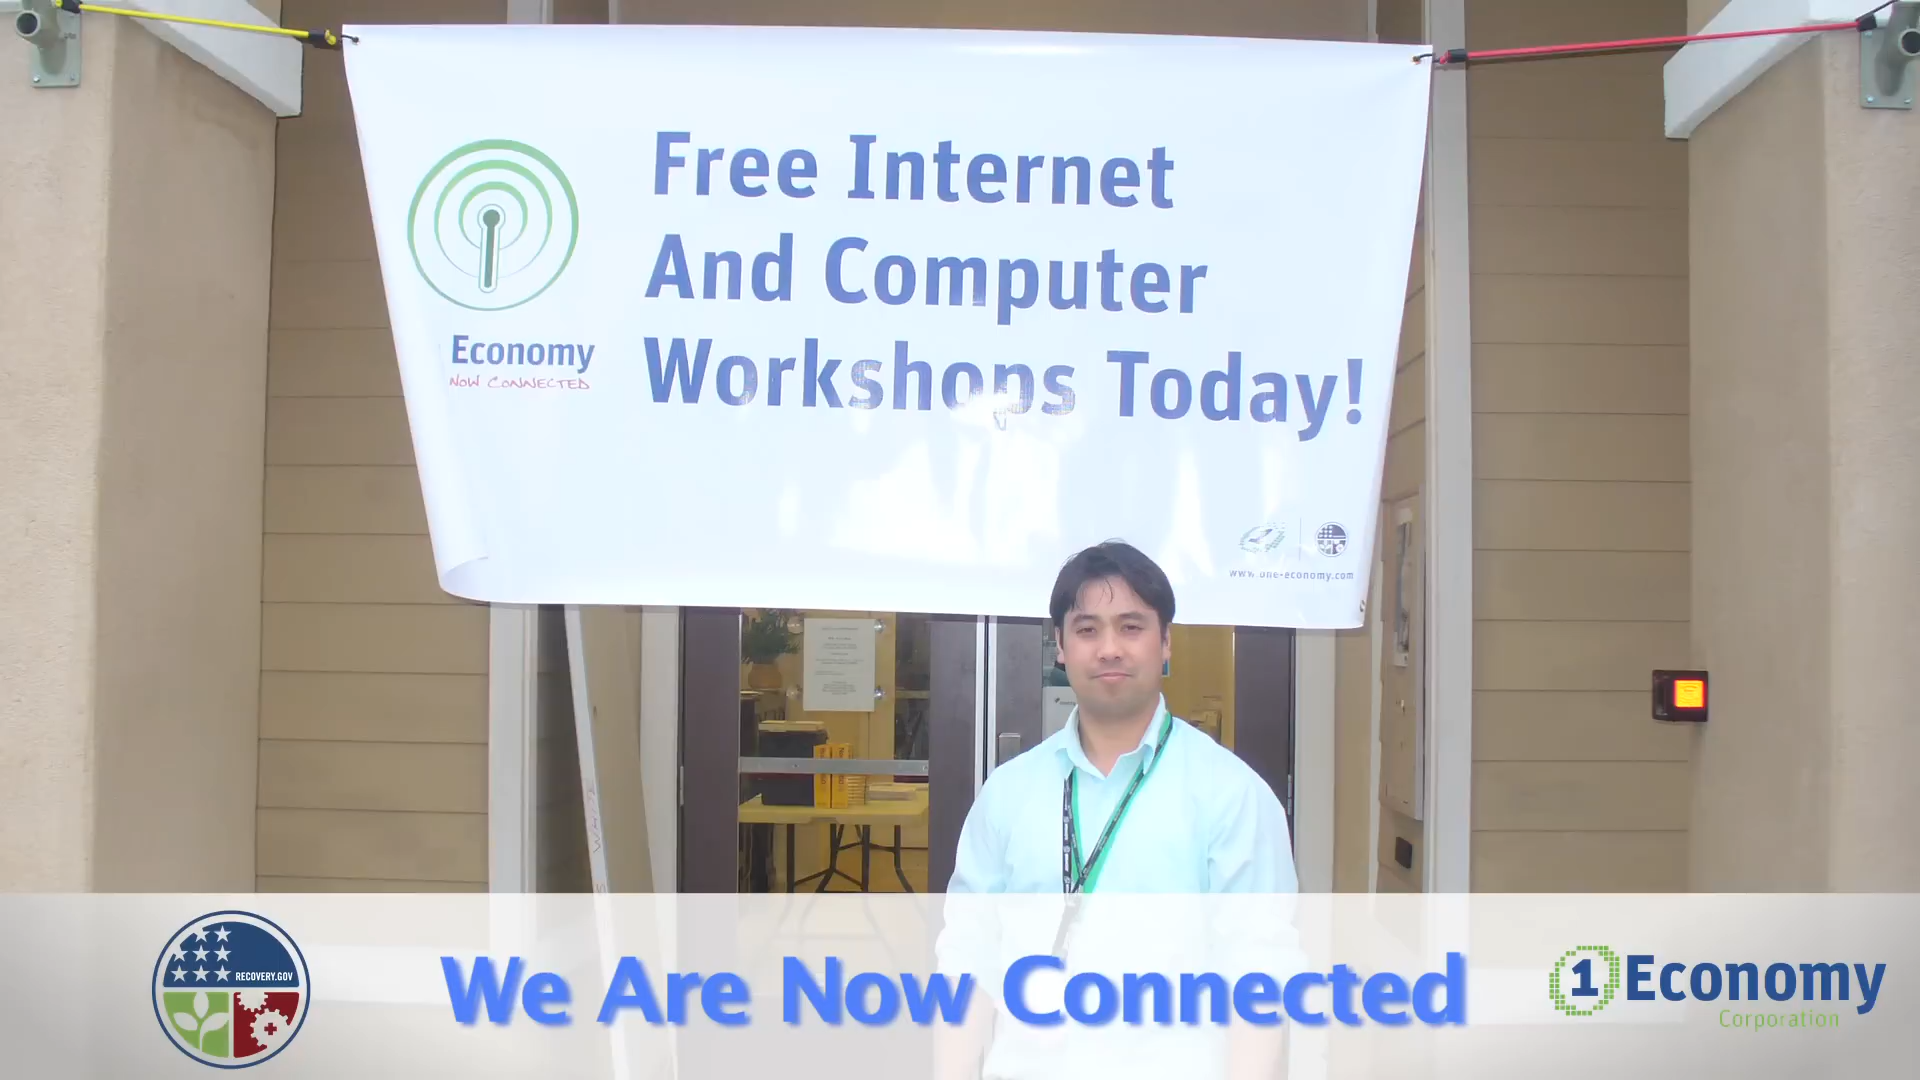 Free Internet
And Computer
Workshops Today!
Economy
NOW CONNECTED
www.one-economy.com
RECOVERY.GOV
We Are Now Connected
1 Economy
Corporation